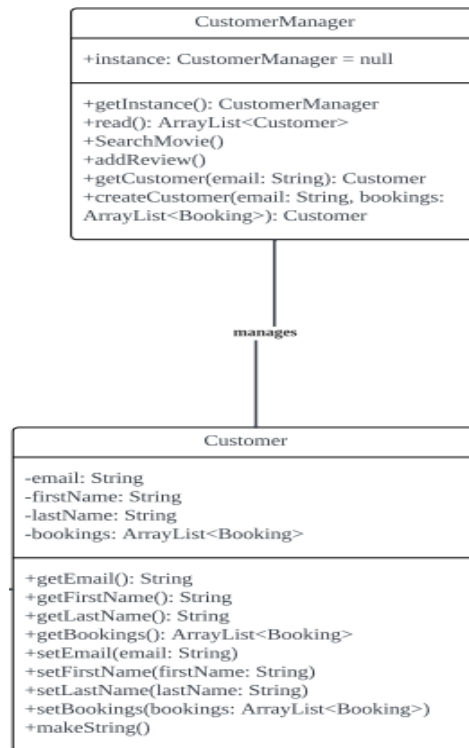 CustomerManager
+instance: CustomerManager = null
+getInstance(): CustomerManager
+read(): ArrayList<Customer>
+SearchMovie()
+addReview()
+getCustomer(email: String): Customer
+createCustomer(email: String, bookings:
ArrayList<Booking>): Customer
manages
Customer
-email: String
-firstName: String
-lastName: String
-bookings: ArrayList<Booking>
+getEmail(): String
+getFirstName(): String
+getLastName(): String
+getBookings(): ArrayList<Booking>
+setEmail(email: String)
+setFirstName(firstName: String)
+setLastName(lastName: String)
+setBookings(bookings: ArrayList<Booking>)
+makeString()